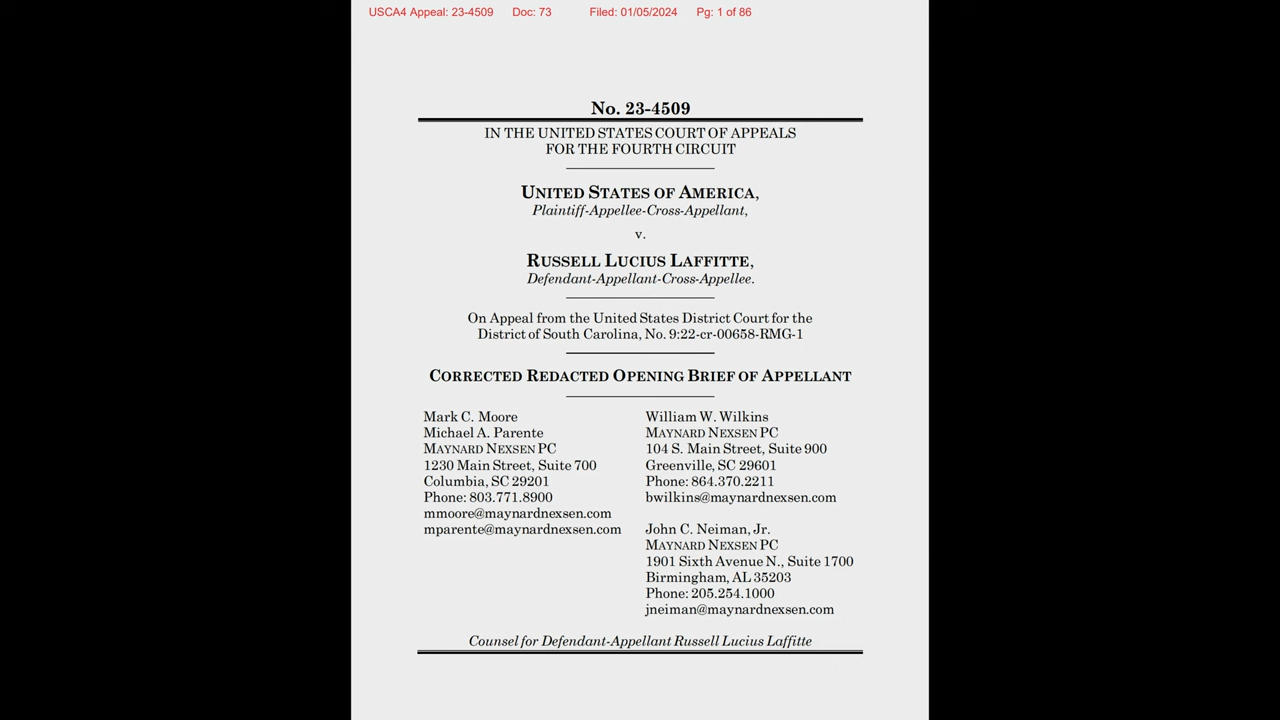 USCA4 Appeal: 23-4509 Doc: 73 Filed: 01/05/2024 Pg: 1 of 86
No. 23-4509
IN THE UNITED STATES COURT OF APPEALS
FOR THE FOURTH CIRCUIT
UNITED STATES OF AMERICA,
Plaintiff-Appellee-Cross-Appellant,
v.
RUSSELL LUCIUS LAFFITTE,
Defendant-Appellant-Cross-Appellee.
On Appeal from the United States District Court for the
District of South Carolina, No. 9:22-cr-00658-RMG-1
CORRECTED REDACTED OPENING BRIEF OF APPELLANT
Mark C. Moore
Michael A. Parente
MAYNARD NEXSEN PC
1230 Main Street, Suite 700
Columbia, SC 29201
Phone: 803.771.8900
mmoore@maynardnexsen.com
mparente@maynardnexsen.com
William W. Wilkins
MAYNARD NEXSEN PC
104 S. Main Street, Suite 900
Greenville, SC 29601
Phone: 864.370.2211
bwilkins@maynardnexsen.com
John C. Neiman, Jr.
MAYNARD NEXSEN PC
1901 Sixth Avenue N., Suite 1700
Birmingham, AL 35203
Phone: 205.254.1000
jneiman@maynardnexsen.com
Counsel for Defendant-Appellant Russell Lucius Laffitte